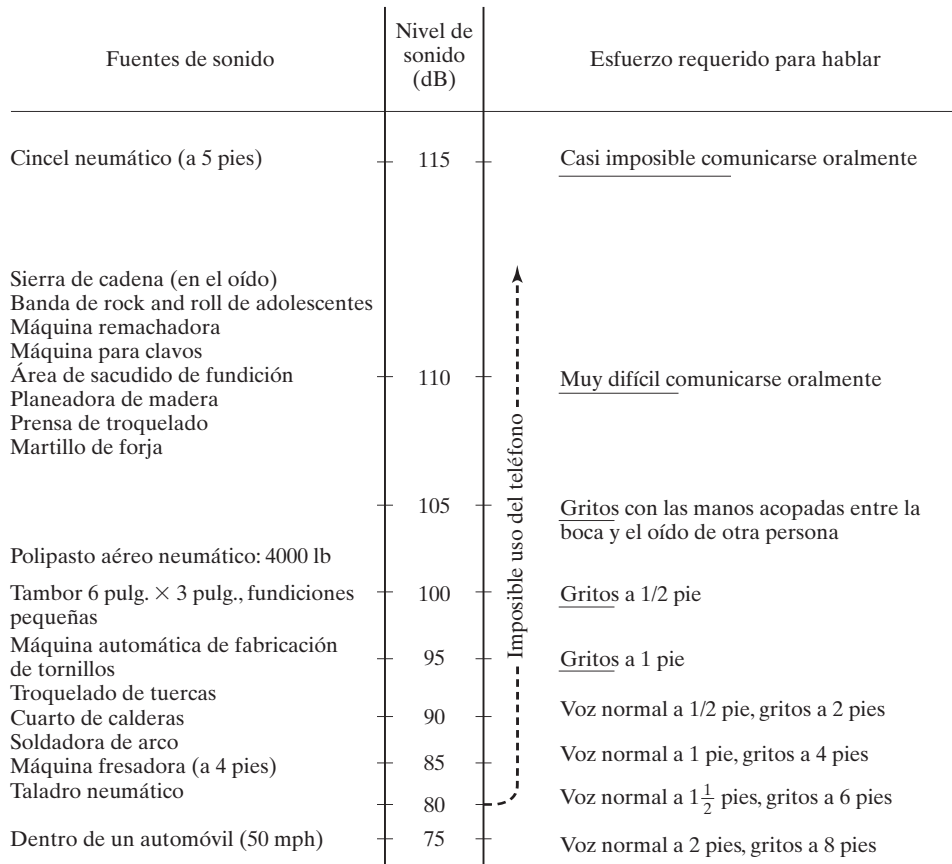 Fuentes de sonido
Nivel de
sonido
(dB)
Esfuerzo requerido para hablar
Cincel neumático (a 5 pies)
115
Casi imposible comunicarse oralmente
Sierra de cadena (en el oído)
Banda de rock and roll de adolescentes
Máquina remachadora
Máquina para clavos
Área de sacudido de fundición
110
Muy difícil comunicarse oralmente
Planeadora de madera
Prensa de troquelado
Martillo de forja
Imposible uso del teléfono
105
Gritos con las manos acopadas entre la
boca y el oído de otra persona
Polipasto aéreo neumático: 4000 lb
Tambor 6 pulg. × 3 pulg., fundiciones
pequeñas
100
Gritos a 1/2 pie
Máquina automática de fabricación
de tornillos
95
Gritos a 1 pie
Troquelado de tuercas
Cuarto de calderas
90
Voz normal a 1/2 pie, gritos a 2 pies
Soldadora de arco
Máquina fresadora (a 4 pies)
85
Voz normal a 1 pie, gritos a 4 pies
Taladro neumático
80
Voz normal a 1 1/2 pies, gritos a 6 pies
Dentro de un automóvil (50 mph)
75
Voz normal a 2 pies, gritos a 8 pies